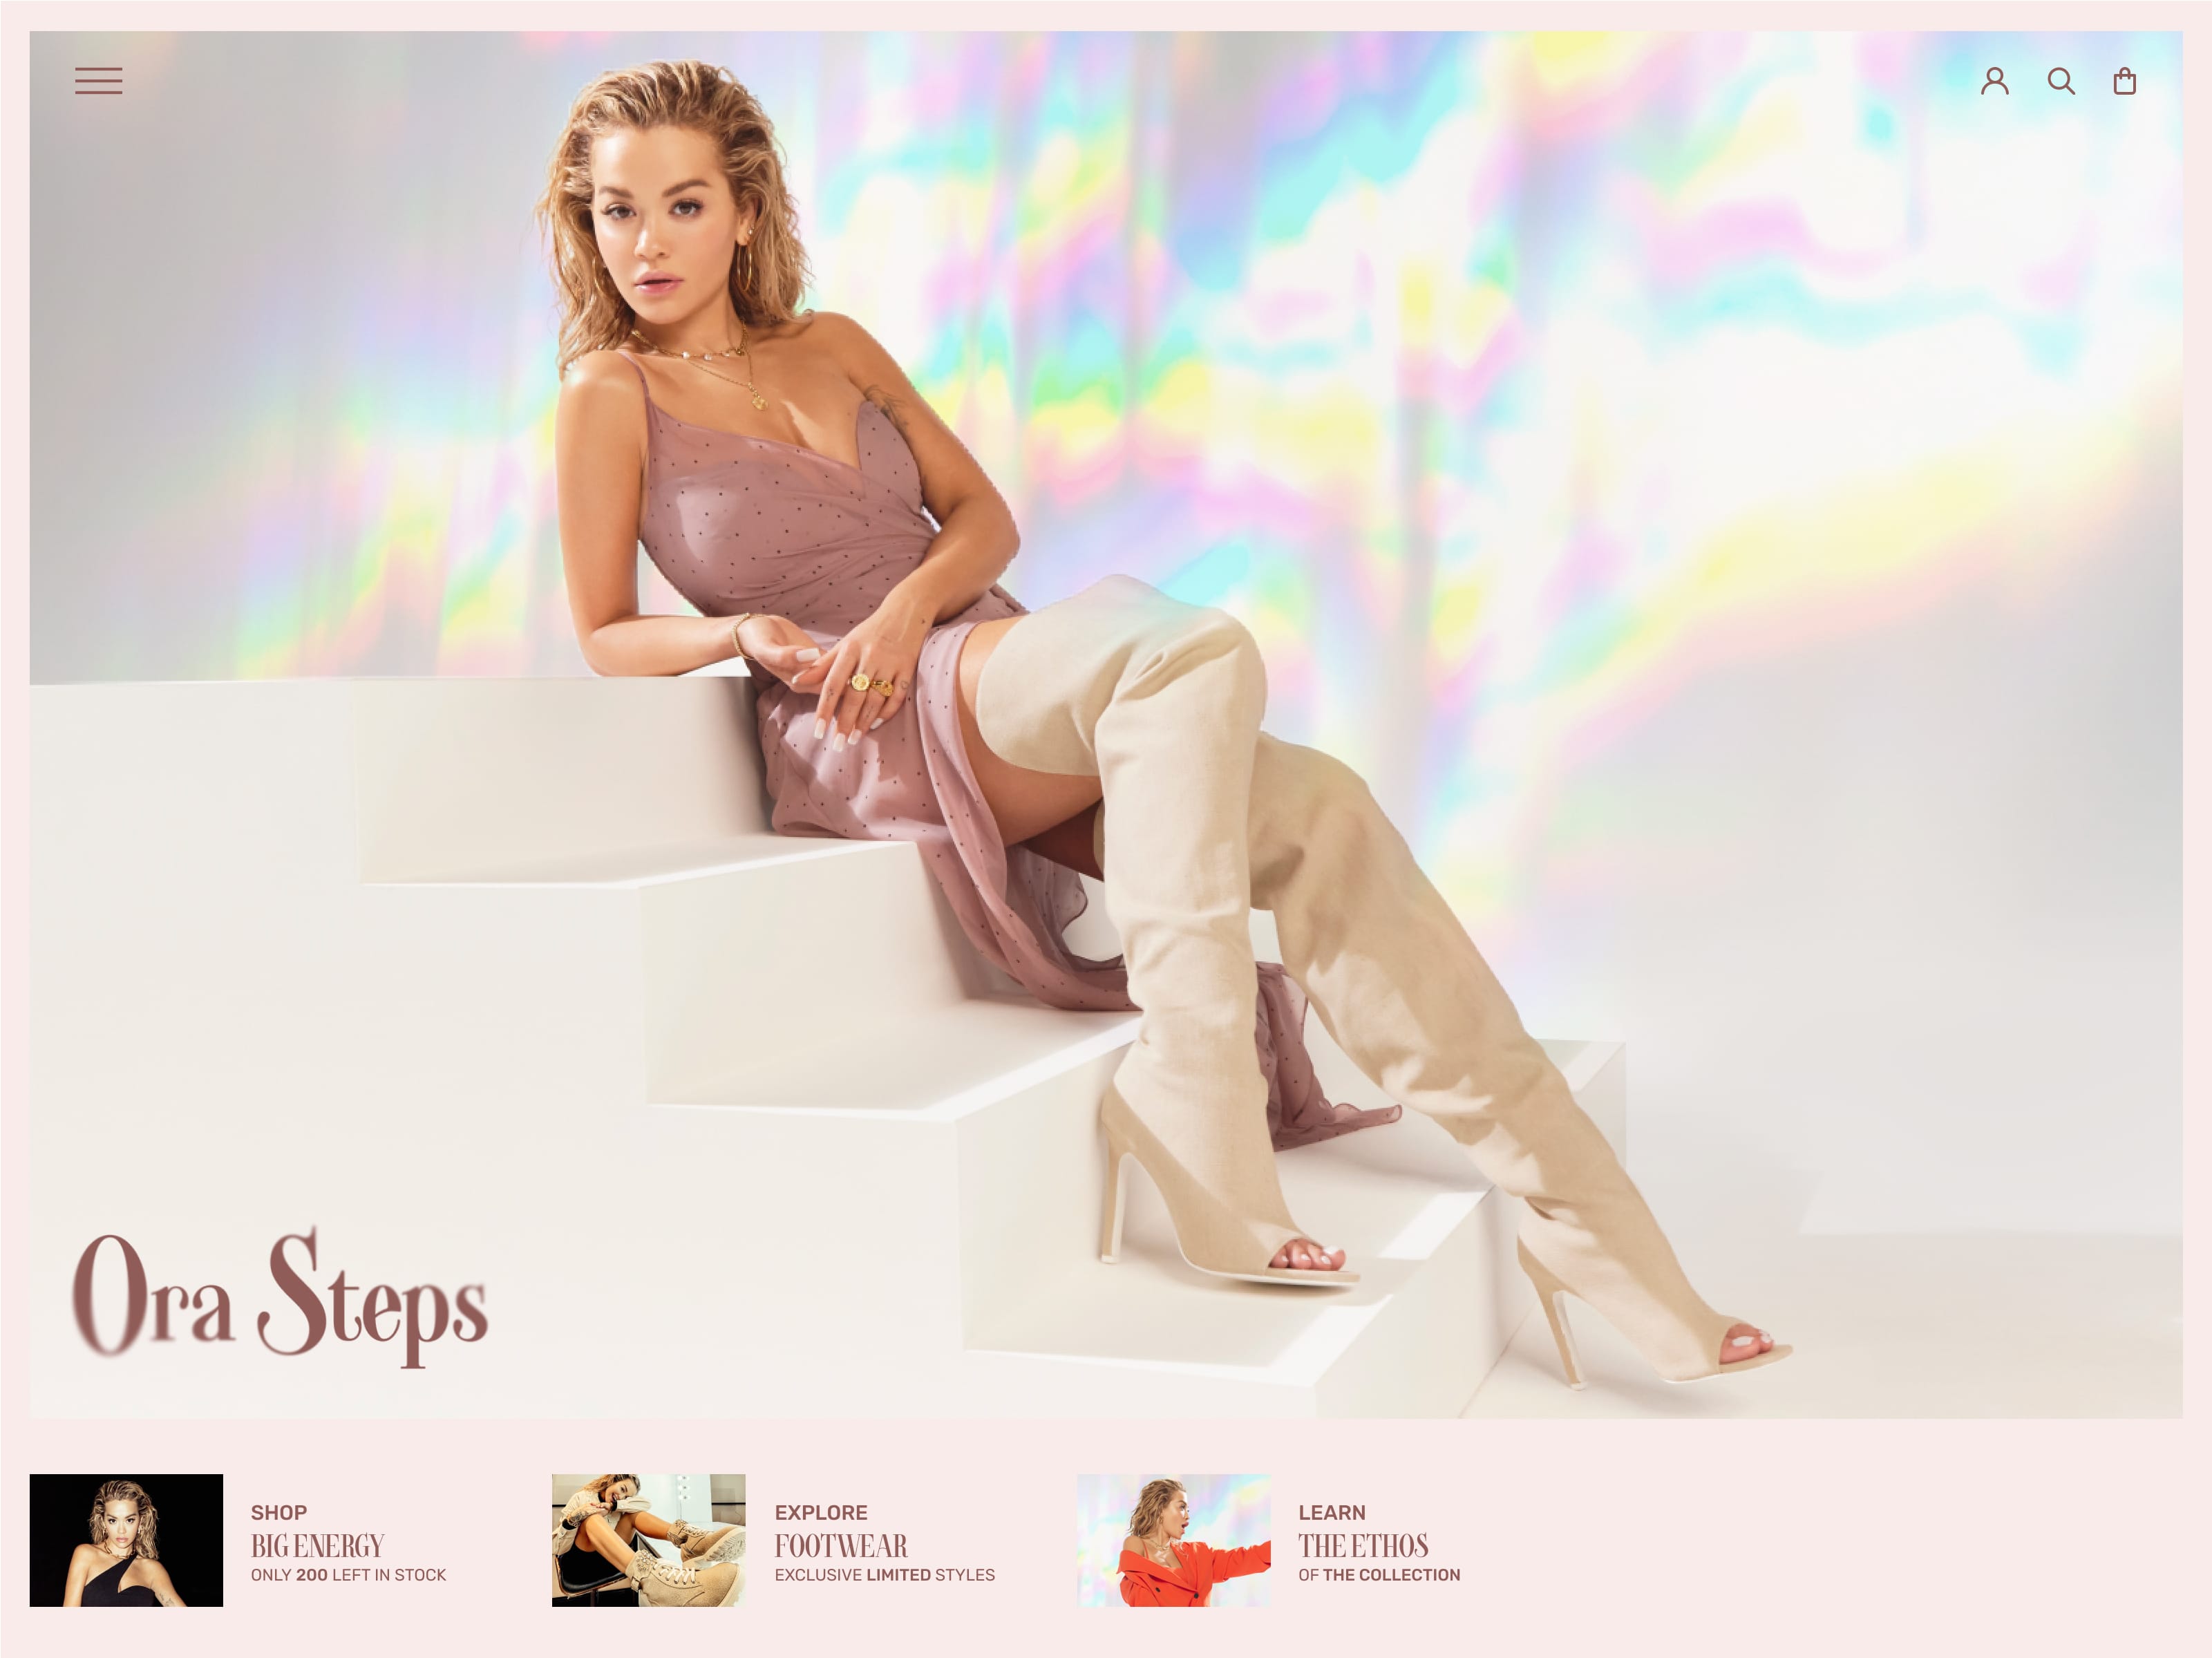 Ora Steps
SHOP
BIG ENERGY
ONLY 200 LEFT IN STOCK
EXPLORE
FOOTWEAR
EXCLUSIVE LIMITED STYLES
LEARN
THE ETHOS
OF THE COLLECTION